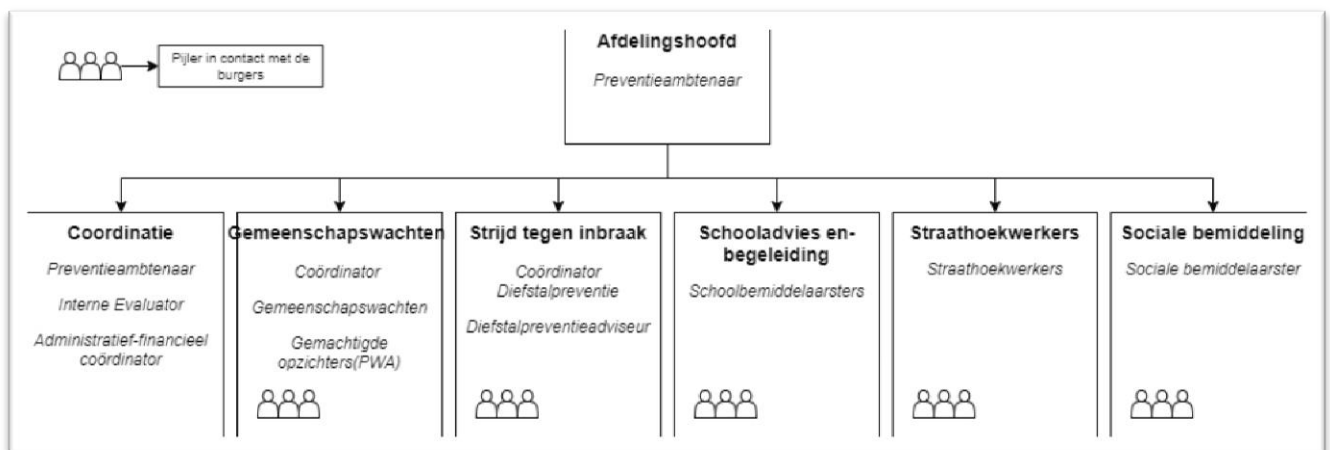 Pijler in contact met de
burgers
Afdelingshoofd
Preventieambtenaar
Coordinatie
Preventieambtenaar
Interne Evaluator
Administratief-financieel
coördinator
Gemeenschapswachten
Coördinator
Gemeenschapswachten
Gemachtigde
opzichters(PWA)
Strijd tegen inbraak
Coördinator
Diefstalpreventie
Diefstalpreventieadviseur
Schooladvies en-
begeleiding
Schoolbemiddelaarsters
Straathoekwerkers
Straathoekwerkers
Sociale bemiddeling
Sociale bemiddelaarster